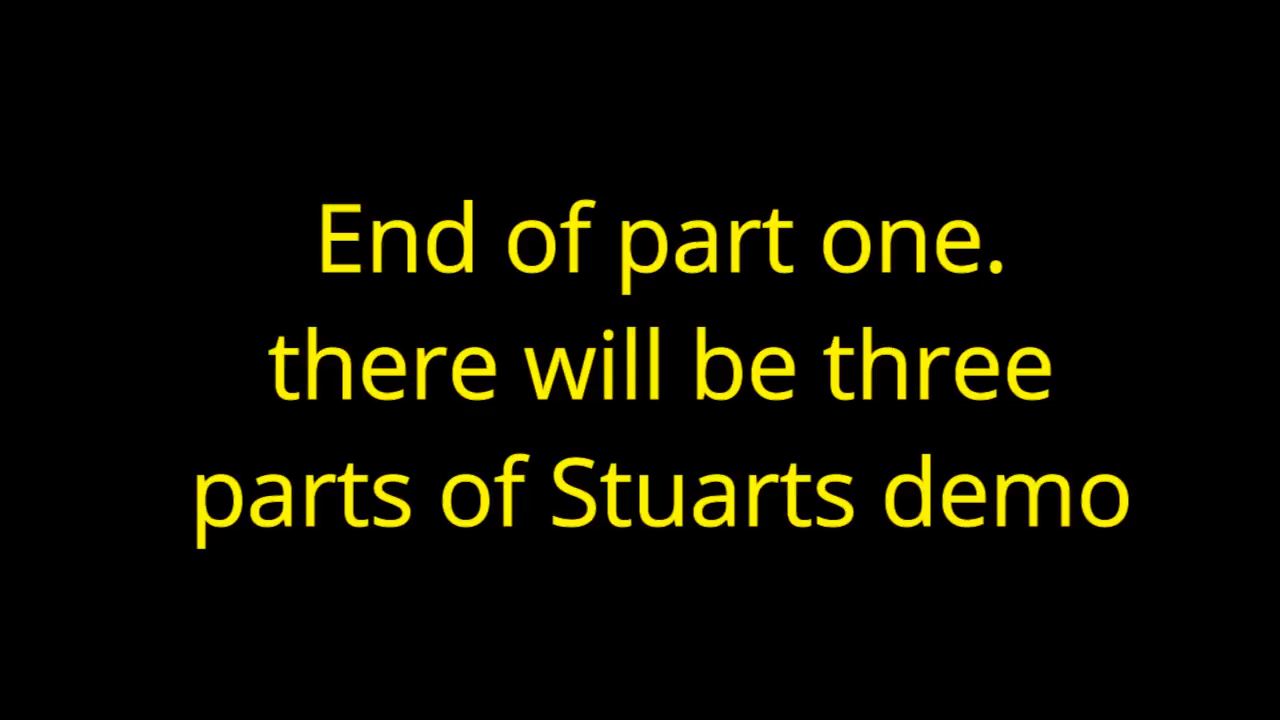 End of part one.
there will be three
parts of Stuarts demo